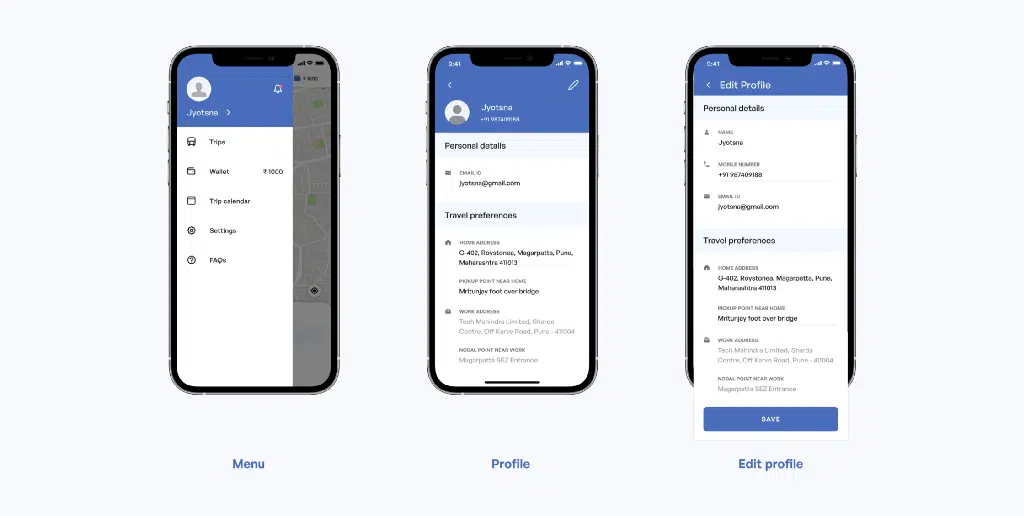 ₹ 1600
Jyotsna
Trips
Wallet ₹ 1000
Trip calendar
Settings
FAQs
Menu
9:41
Jyotsna
+91 987409188
Personal details
EMAIL ID
jyotsna@gmail.com
Travel preferences
HOME ADDRESS
G-402, Roystonea, Magarpatta, Pune,
Maharashtra 411013
PICKUP POINT NEAR HOME
Mritunjay foot over bridge
WORK ADDRESS
Tech Mahindra Limited, Sharda
Centre, Off Karve Road, Pune - 411004
NODAL POINT NEAR WORK
Magarpatta SEZ Entrance
Profile
9:41
Edit Profile
Personal details
NAME
Jyotsna
MOBILE NUMBER
+91 987409188
EMAIL ID
jyotsna@gmail.com
Travel preferences
HOME ADDRESS
G-402, Roystonea, Magarpatta, Pune,
Maharashtra 411013
PICKUP POINT NEAR HOME
Mritunjay foot over bridge
WORK ADDRESS
Tech Mahindra Limited, Sharda
Centre, Off Karve Road, Pune - 411004
NODAL POINT NEAR WORK
Magarpatta SEZ Entrance
SAVE
Edit profile